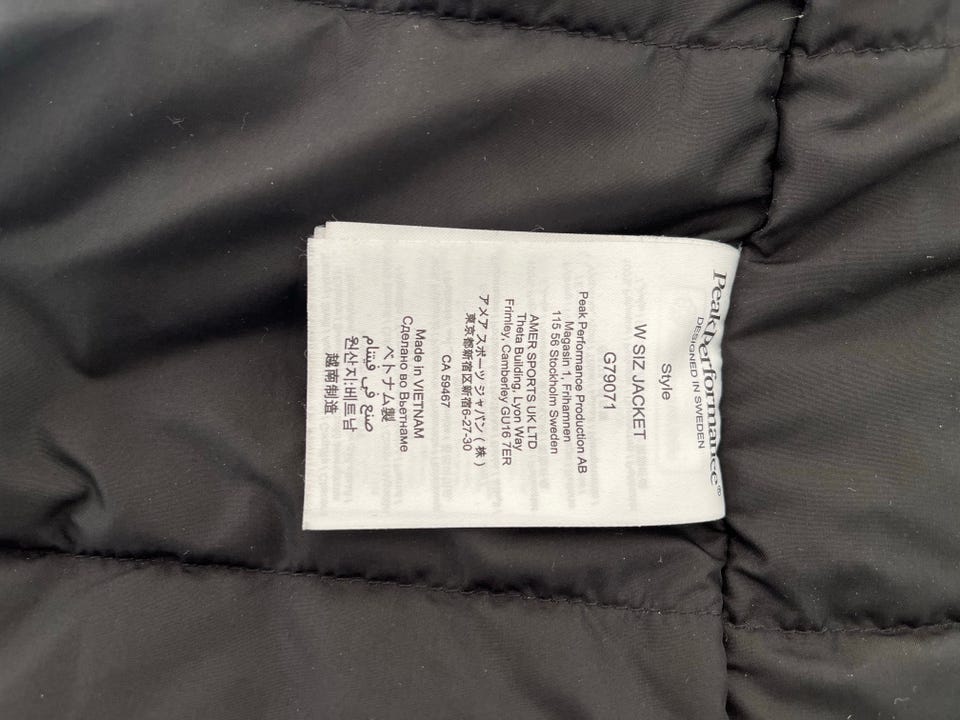 PeakPerformance®
DESIGNED IN SWEDEN
Style
W SIZ JACKET
G79071
Peak Performance Production AB
Magasin 1, Frihamnen
115 56 Stockholm Sweden
AMER SPORTS UK LTD
Theta Building, Lyon Way
Frimley, Camberley GU16 7ER
アメア スポーツ ジャパン ( 株 )
東京都新宿区新宿6-27-30
CA 59467
Made in VIETNAM
ベトナム製
Сделано во Вьетнаме
صنع في فيتنام
원산지:베트남
越南制造